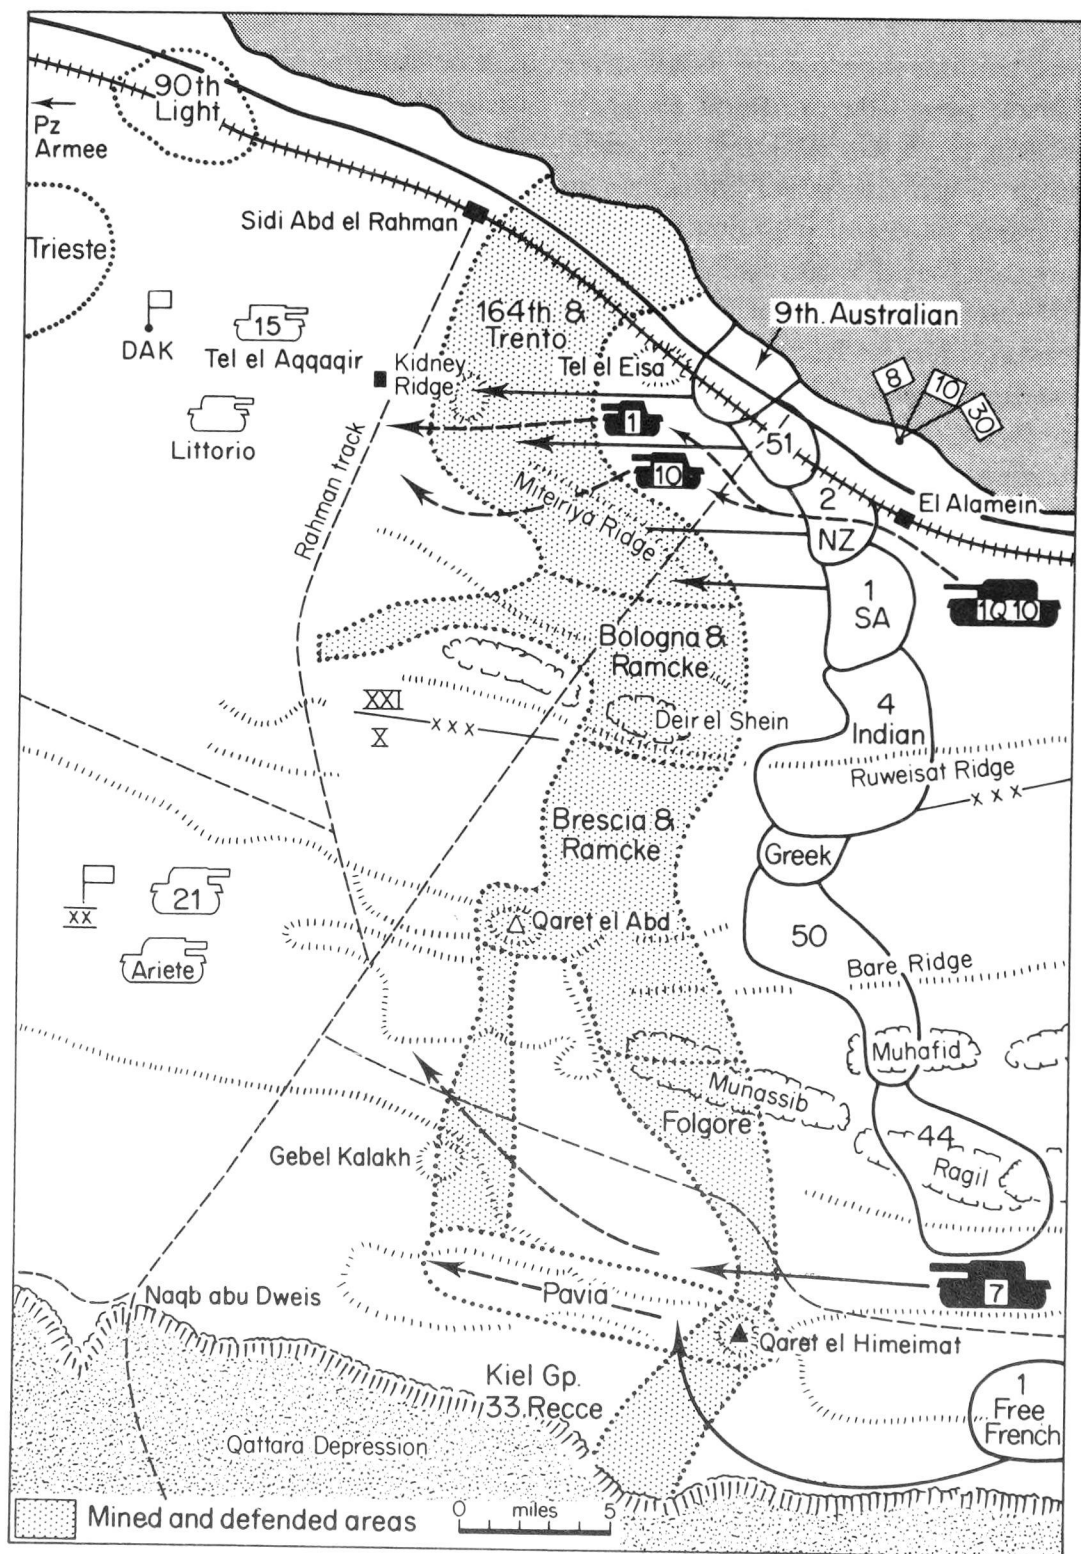 90th
Light
Pz
Armee
Trieste
Sidi Abd el Rahman
164th &
Trento
9th. Australian
DAK
15
Tel el Aqqaqir
Kidney
Ridge
Tel el Eisa
8
10
30
Littorio
1
51
10
2
NZ
El Alamein
Rahman track
Miteiriya Ridge
1
SA
1 & 10
Bologna &
Ramcke
XXI
x x x
X
Deir el Shein
4
Indian
Ruweisat Ridge
x x x
Brescia &
Ramcke
Greek
XX
21
Ariete
Qaret el Abd
50
Bare Ridge
Muhafid
Munassib
Folgore
44
Ragil
Gebel Kalakh
7
Naqb abu Dweis
Pavia
Qaret el Himeimat
Kiel Gp.
33.Recce
1
Free
French
Qattara Depression
Mined and defended areas
0 miles 5